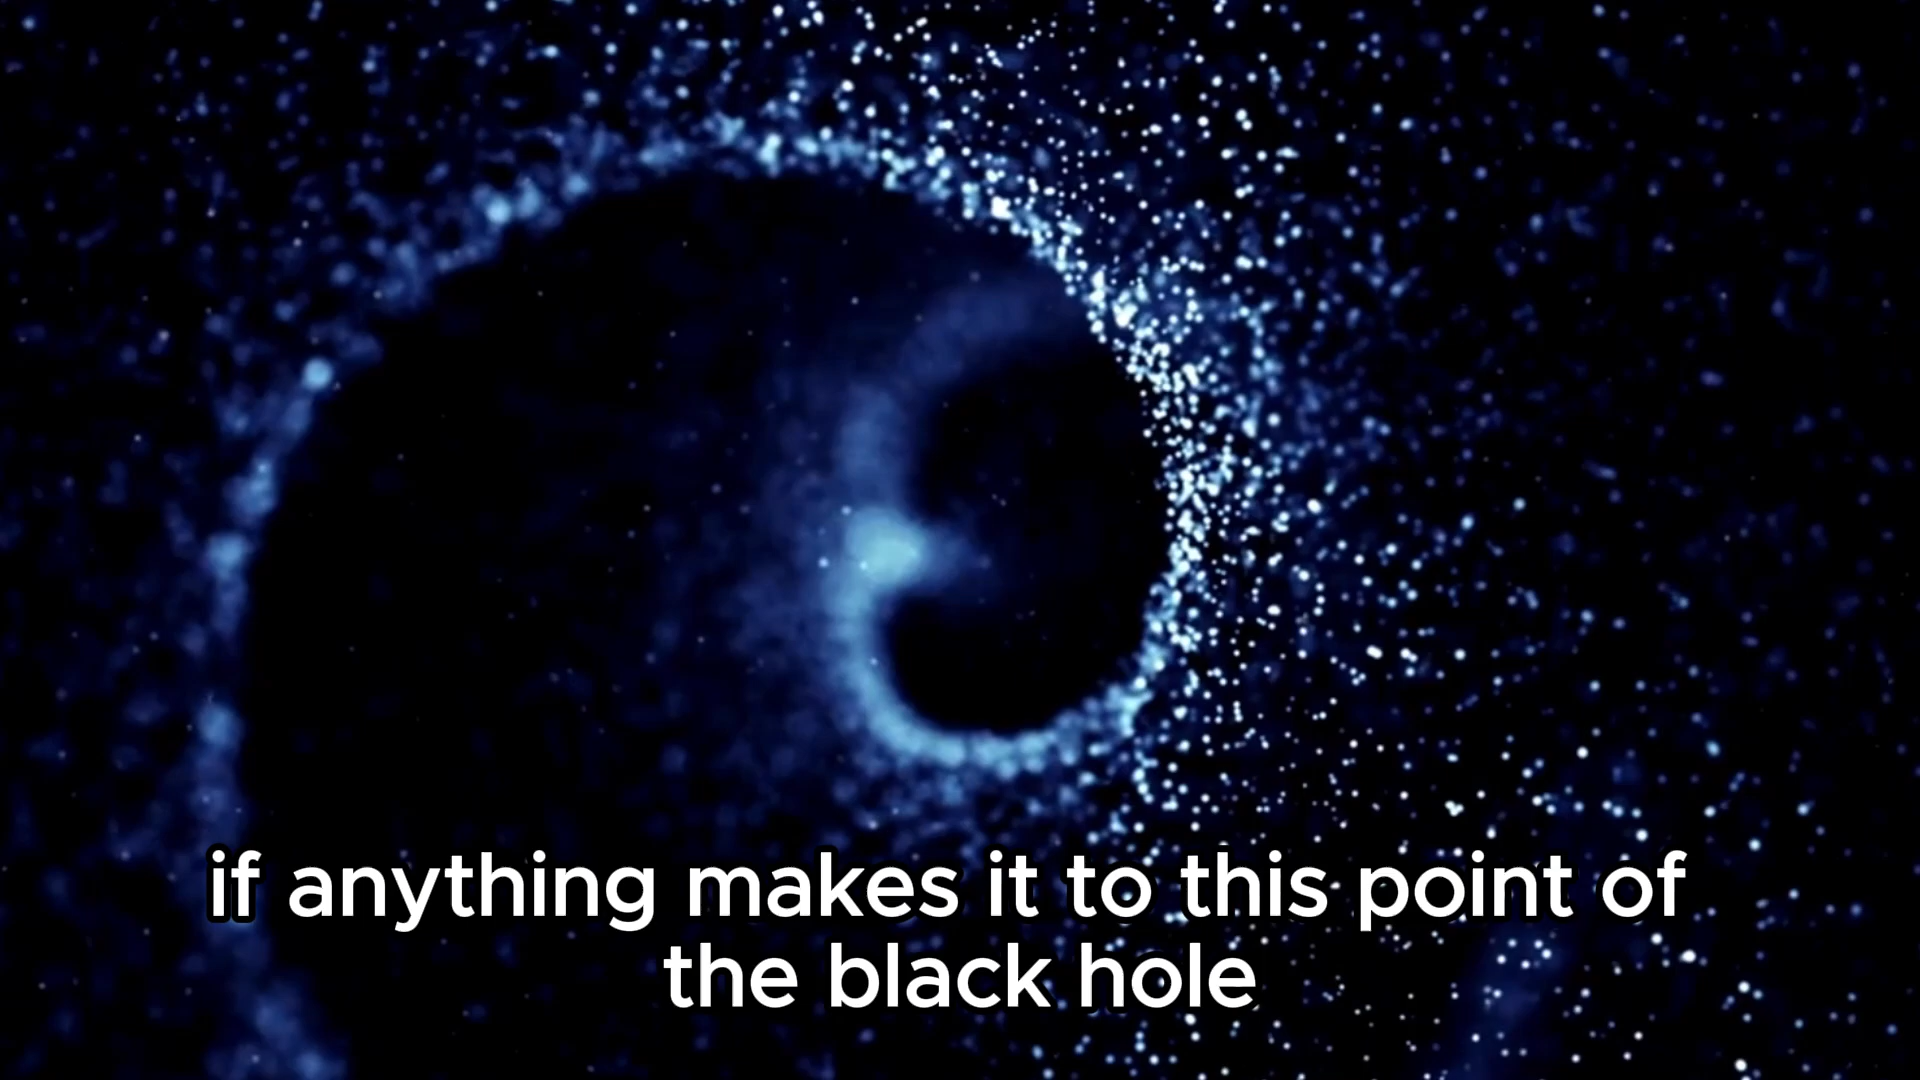 if anything makes it to this point of
the black hole